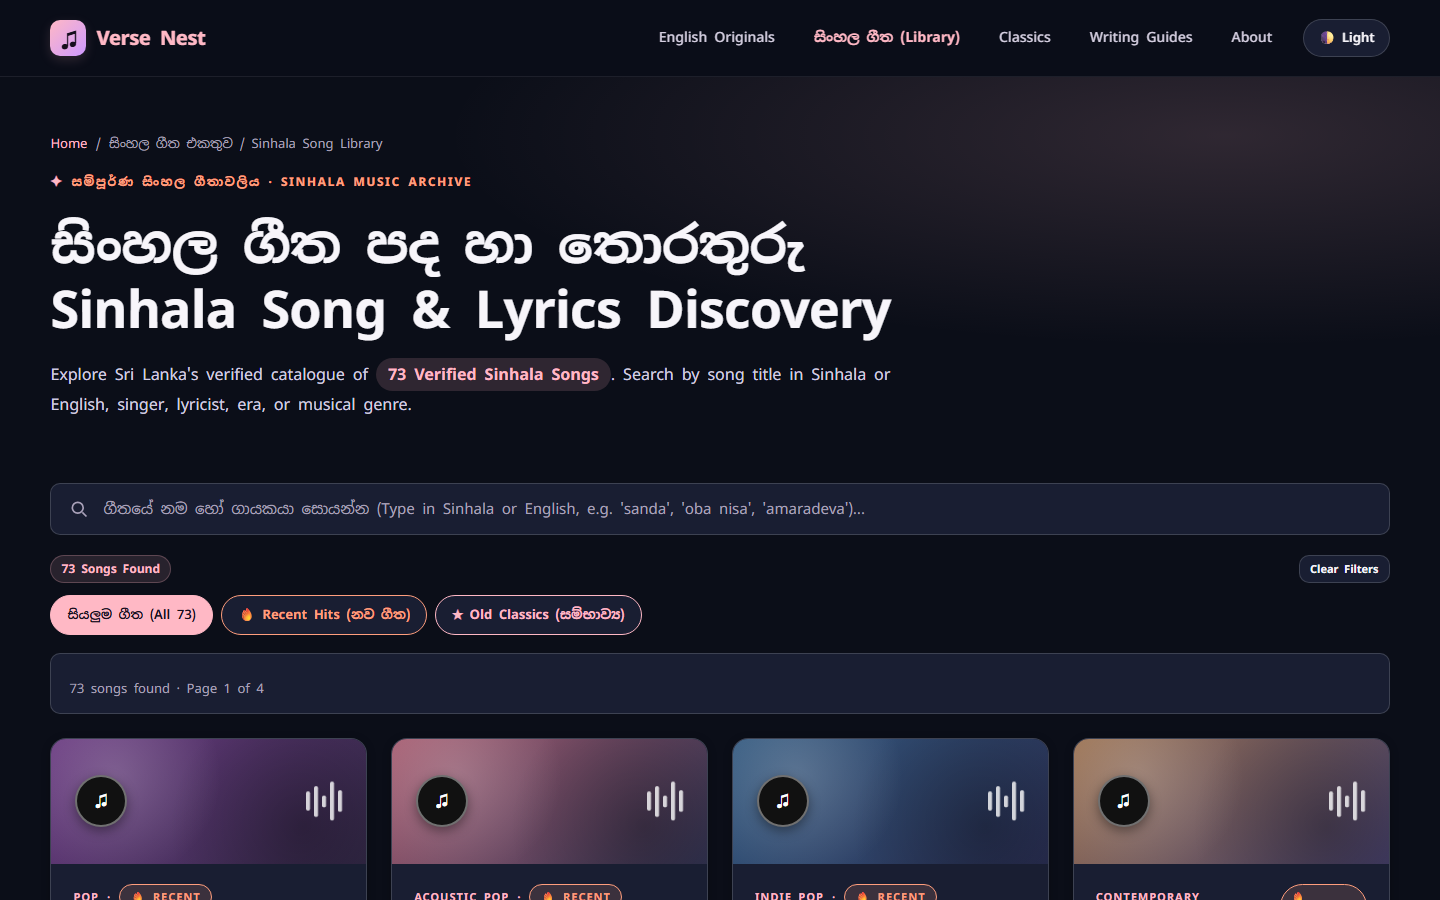 Verse Nest
English Originals
සිංහල ගීත (Library)
Classics
Writing Guides
About
Light
Home / සිංහල ගීත එකතුව / Sinhala Song Library
✦ සම්පූර්ණ සිංහල ගීතාවලිය · SINHALA MUSIC ARCHIVE
සිංහල ගීත පද හා තොරතුරු
Sinhala Song & Lyrics Discovery
Explore Sri Lanka's verified catalogue of 73 Verified Sinhala Songs. Search by song title in Sinhala or
English, singer, lyricist, era, or musical genre.
ගීතයේ නම හෝ ගායකයා සොයන්න (Type in Sinhala or English, e.g. 'sanda', 'oba nisa', 'amaradeva')...
73 Songs Found
Clear Filters
සියලුම ගීත (All 73)
Recent Hits (නව ගීත)
★ Old Classics (සම්භාව්‍ය)
73 songs found · Page 1 of 4
POP · RECENT
ACOUSTIC POP · RECENT
INDIE POP · RECENT
CONTEMPORARY